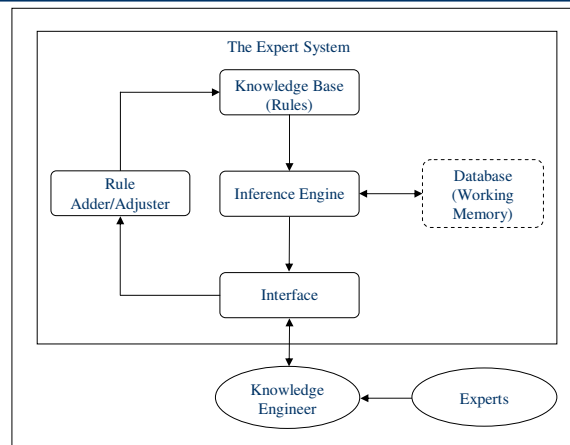 The Expert System
Knowledge Base
(Rules)
Rule
Adder/Adjuster
Inference Engine
Database
(Working
Memory)
Interface
Knowledge
Engineer
Experts